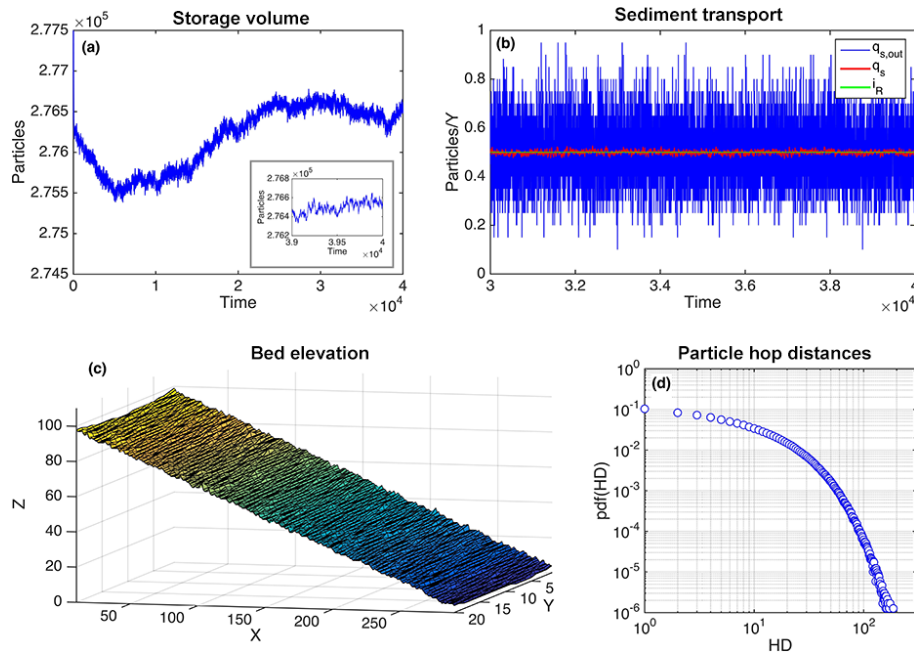 Storage volume
×10^5
(a)
2.775
2.77
2.765
2.76
2.755
2.75
2.745
Particles
0
1
2
3
4
Time
×10^4
×10^5
2.768
2.766
2.764
2.762
Particles
3.9
3.95
4
Time
×10^4
Sediment transport
(b)
q_s,out
q_s
i_R
1
0.8
0.6
0.4
0.2
0
Particles/Y
3
3.2
3.4
3.6
3.8
4
Time
×10^4
Bed elevation
(c)
100
80
60
40
20
0
Z
50
100
150
200
250
X
20
15
10
5
Y
Particle hop distances
(d)
10^0
10^-1
10^-2
10^-3
10^-4
10^-5
10^-6
pdf(HD)
10^0
10^1
10^2
HD